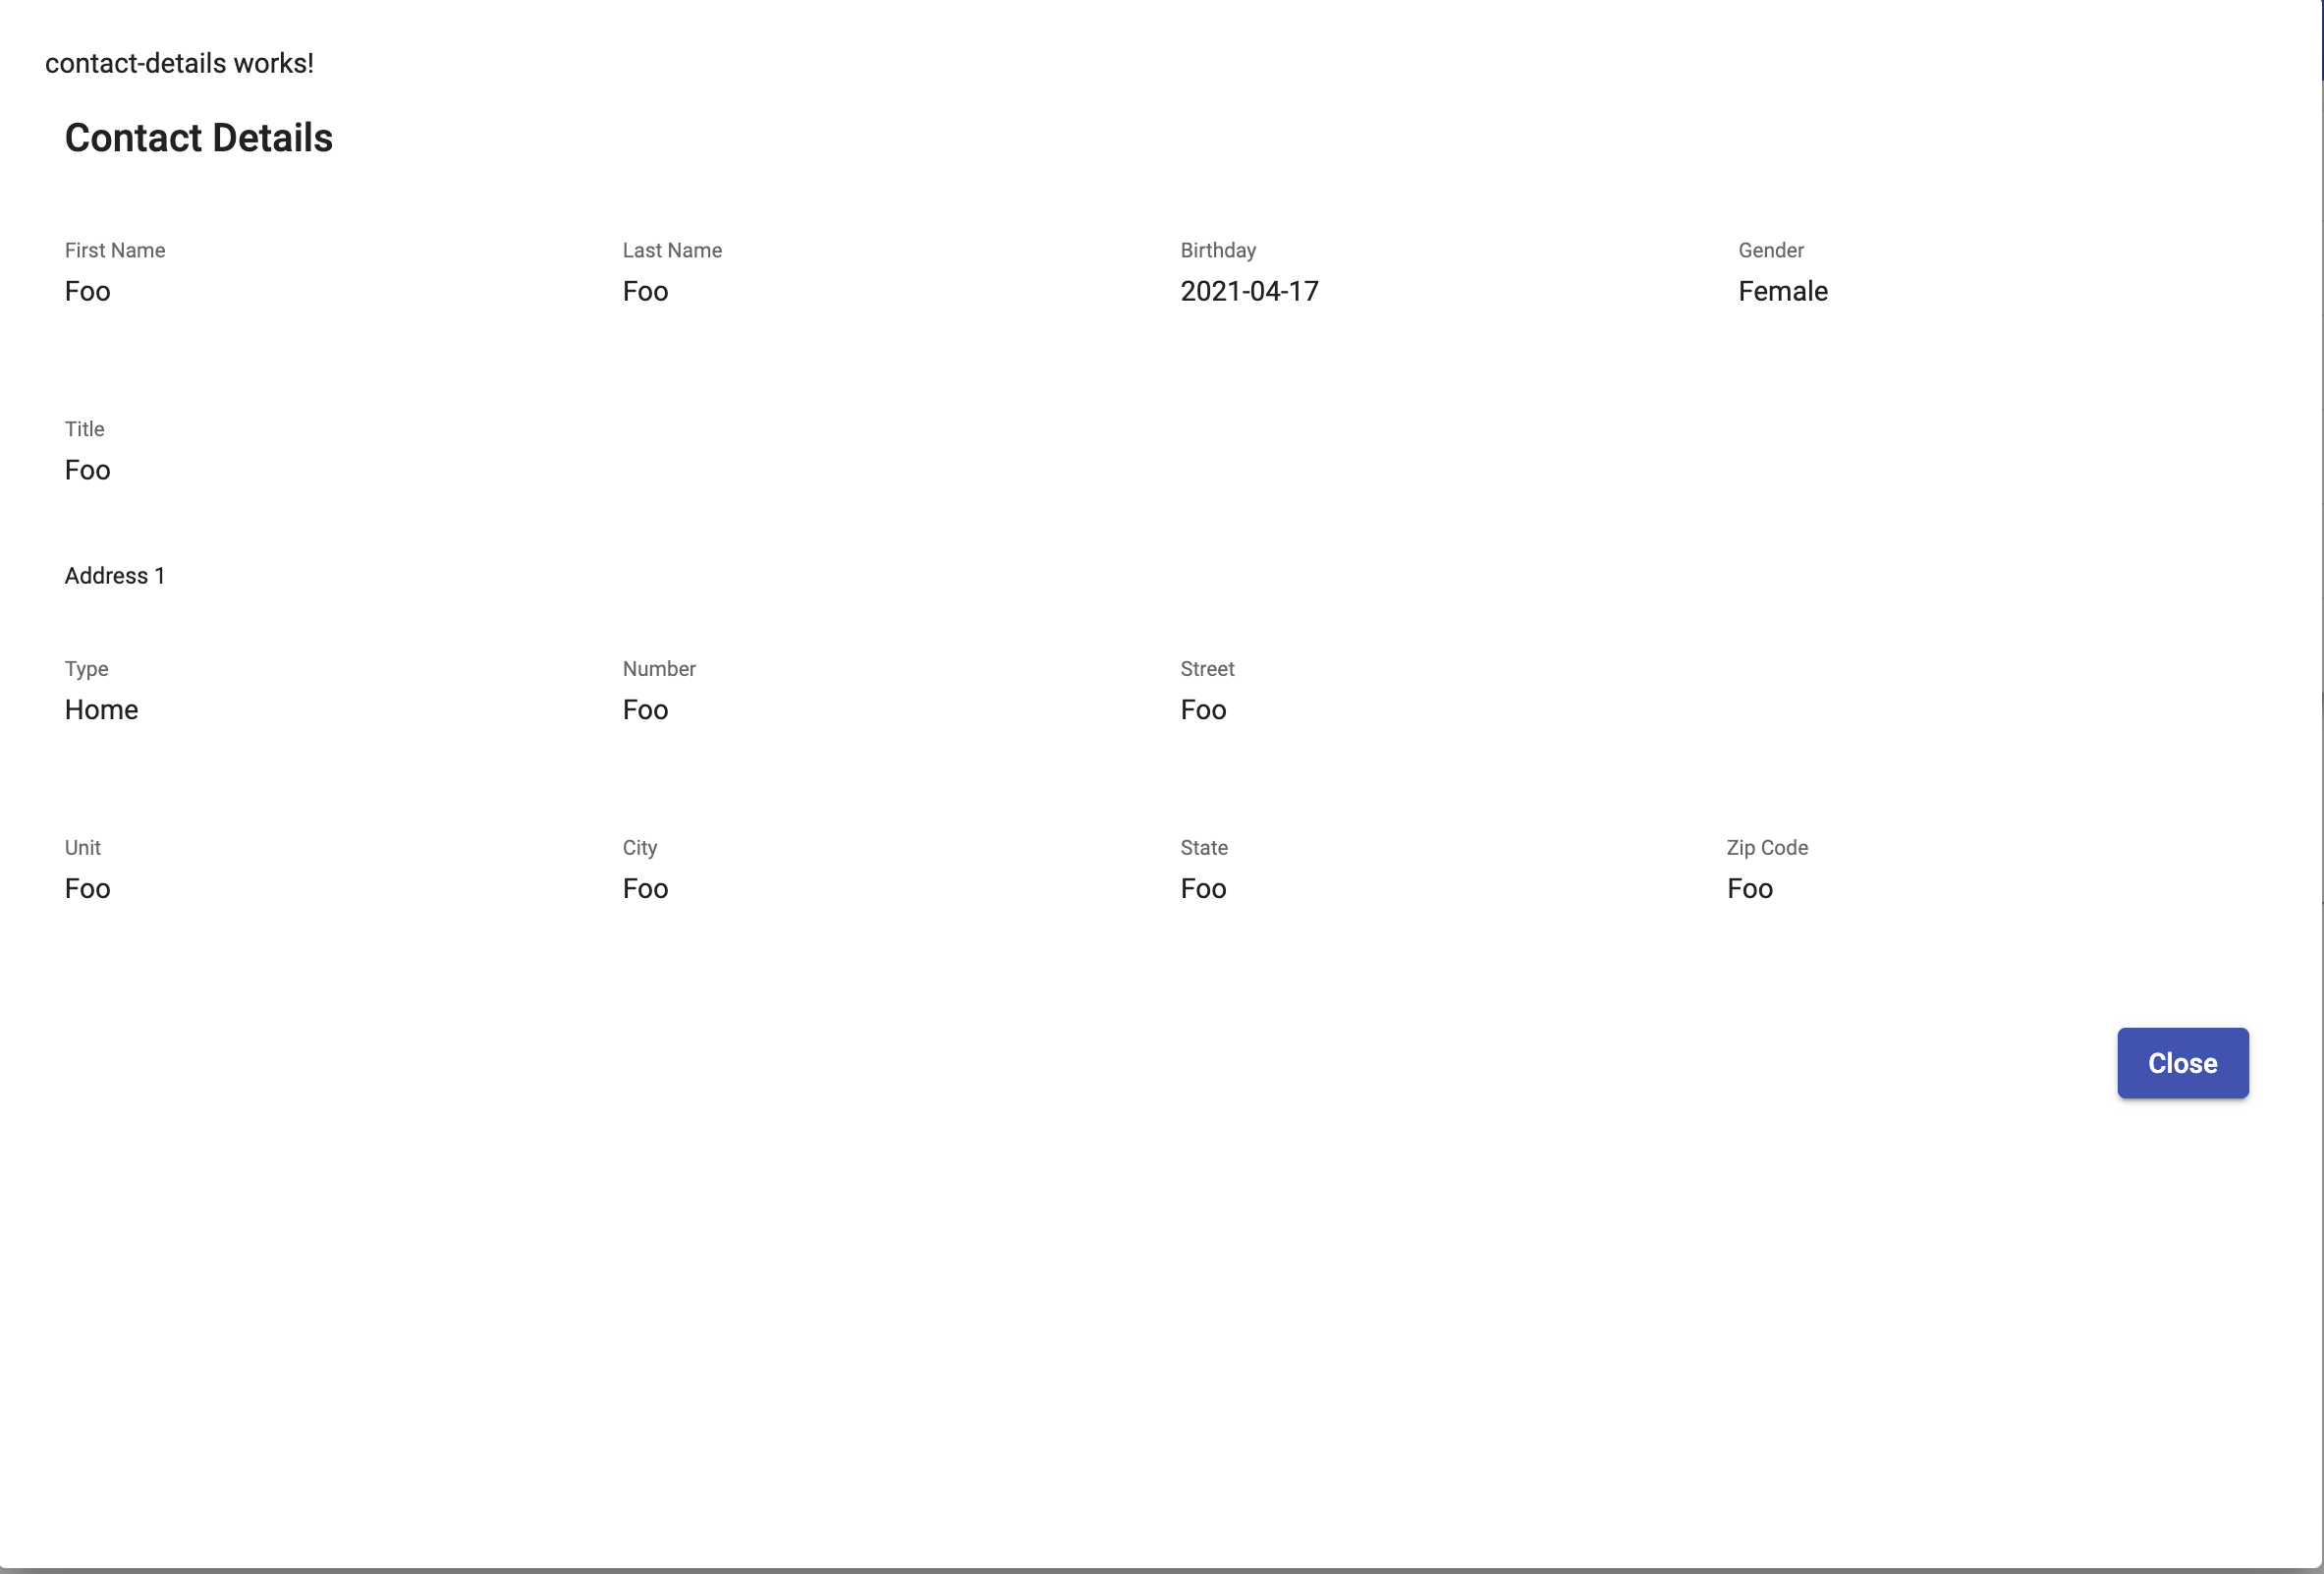 contact-details works!
Contact Details
First Name Last Name Birthday Gender
Foo Foo 2021-04-17 Female
Title
Foo
Address 1
Type Number Street
Home Foo Foo
Unit City State Zip Code
Foo Foo Foo Foo
Close